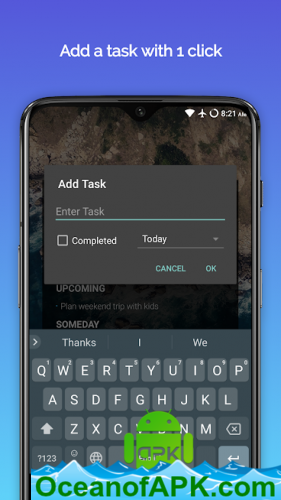 Add a task with 1 click
8:21 AM
Add Task
Enter Task
Completed
Today
CANCEL OK
UPCOMING
- Plan weekend trip with kids
SOMEDAY
Thanks I We
Q W E R T Y U I O P
A S D F G H J K L
Z X C V B N M
?123
APK
OceanofAPK.com